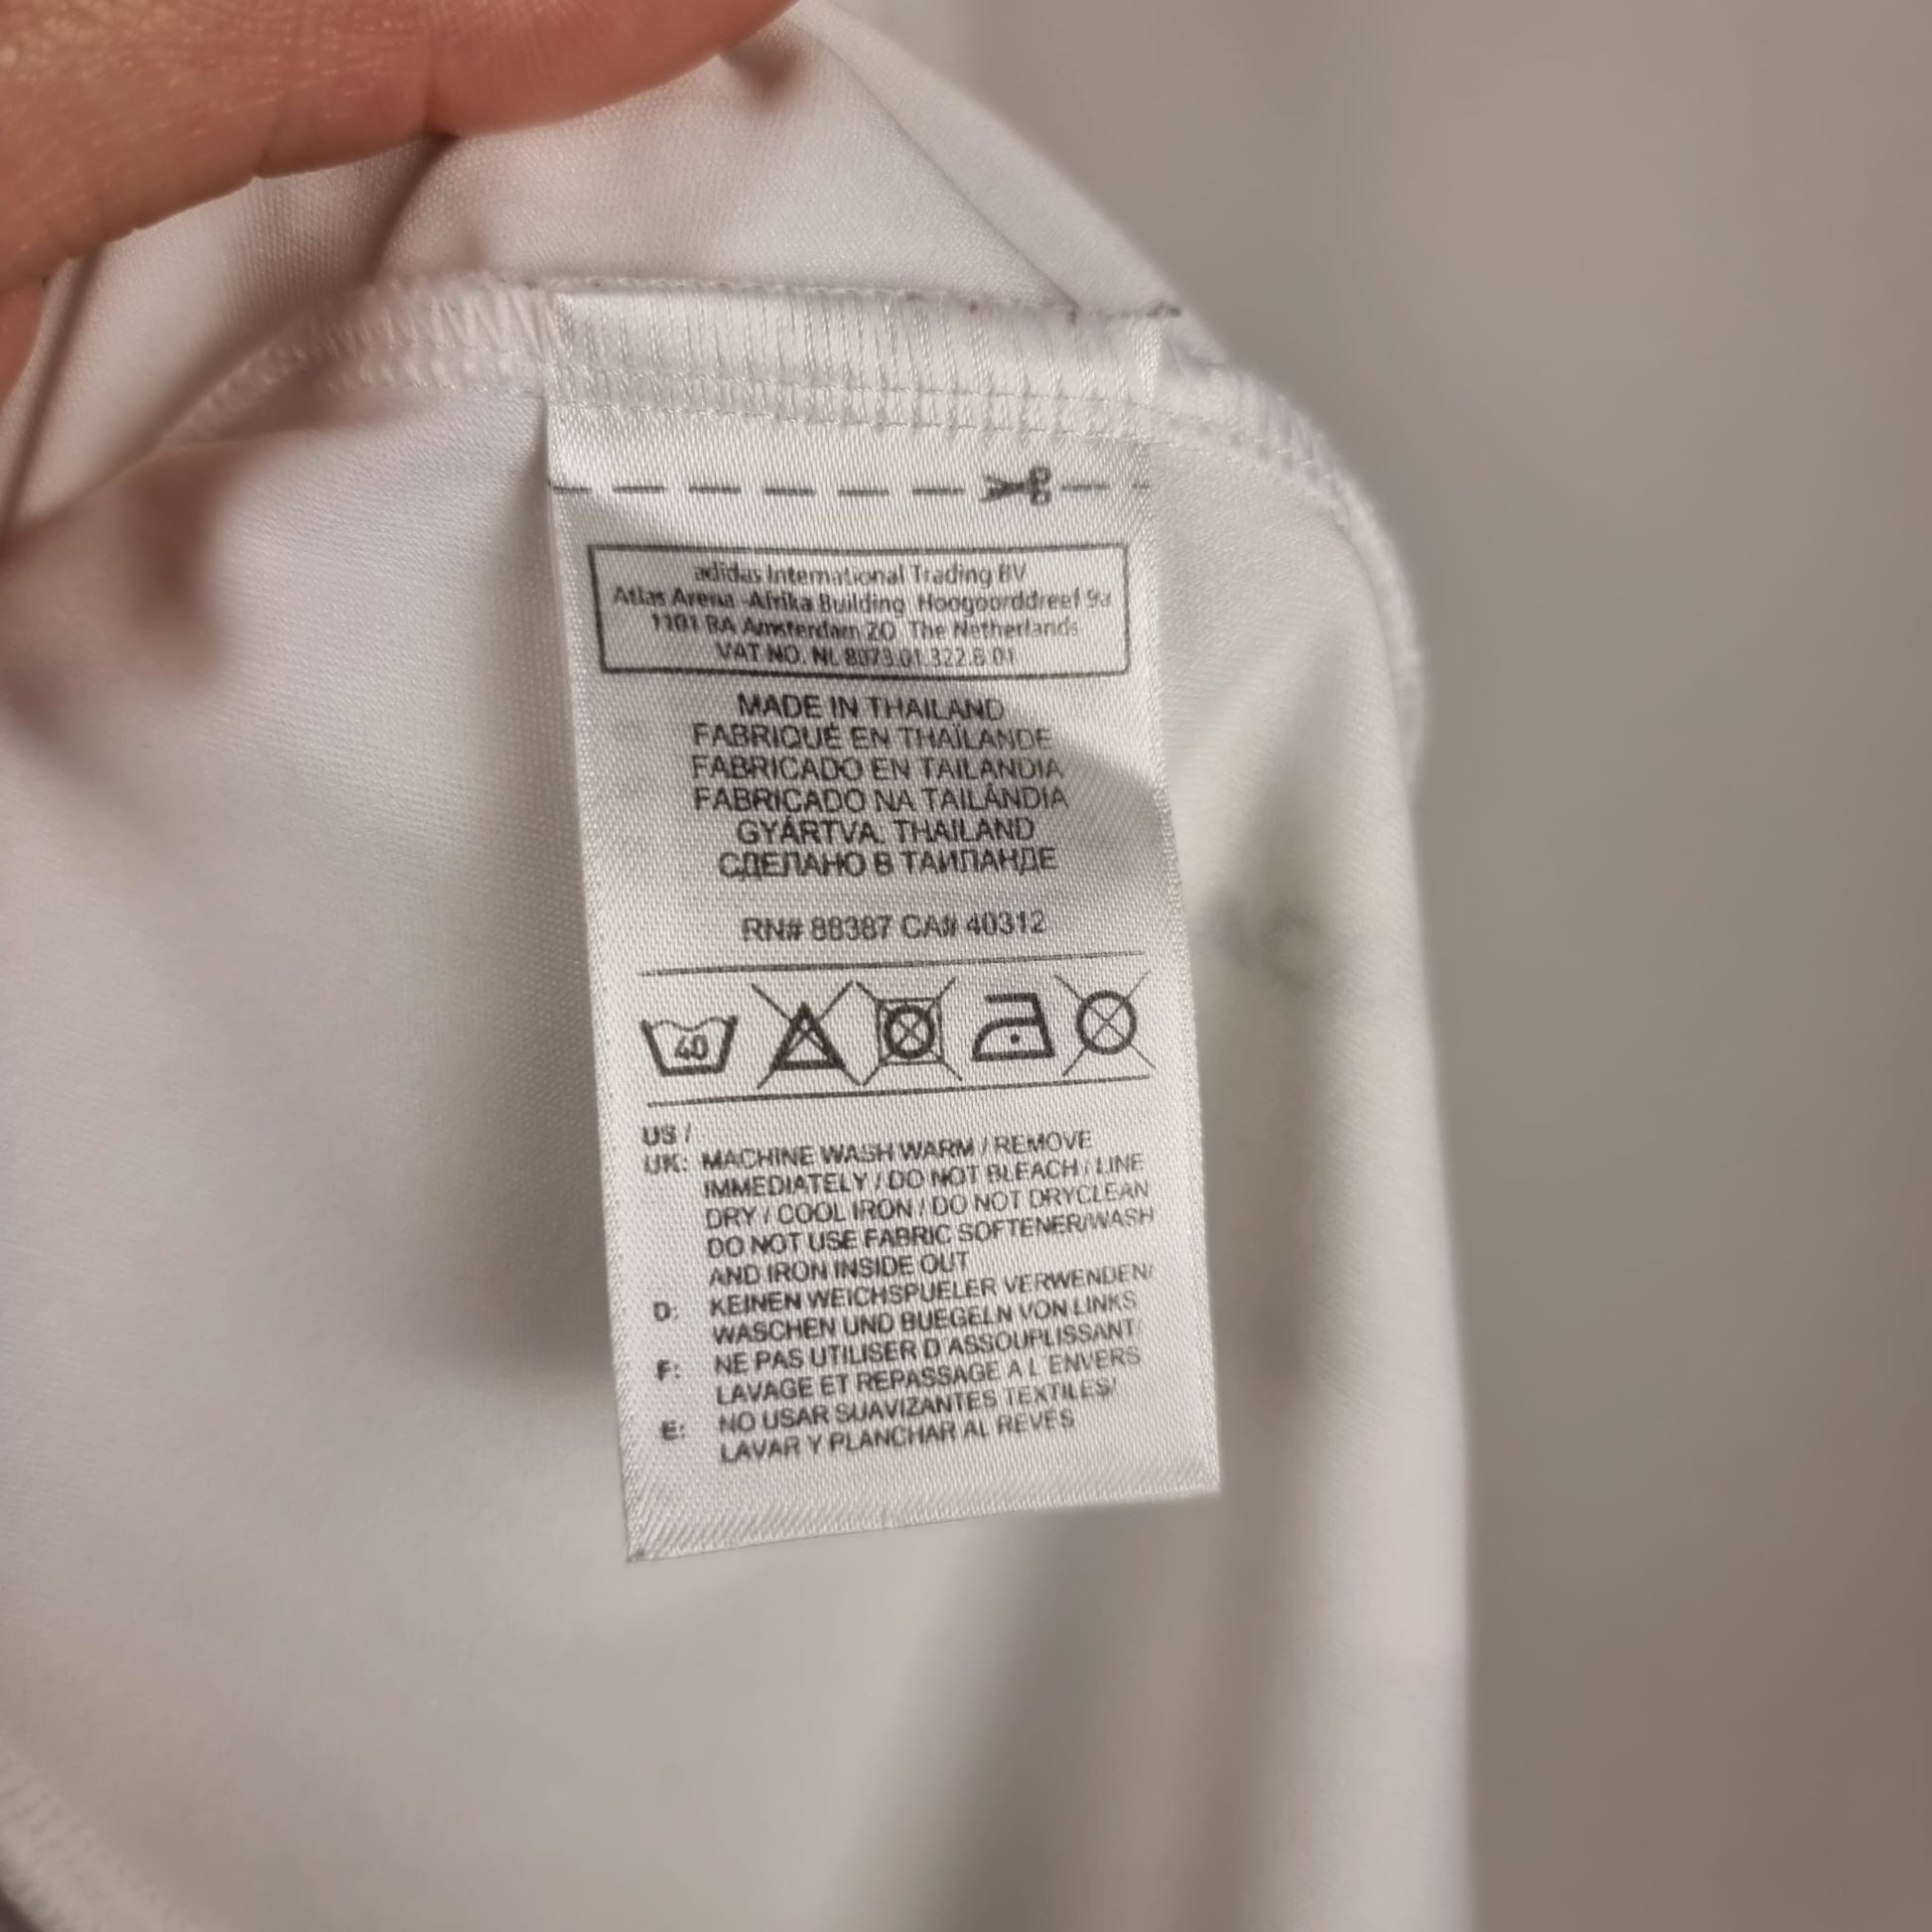 adidas International Trading BV
Atlas Arena -Afrika Building Hoogoorddreef 9a
1101 BA Amsterdam ZO The Netherlands
VAT NO. NL 8073.01.322.B.01
MADE IN THAILAND
FABRIQUÉ EN THAÏLANDE
FABRICADO EN TAILANDIA
FABRICADO NA TAILÂNDIA
GYÁRTVA. THAILAND
СДЕЛАНО В ТАИЛАНДЕ
RN# 88387 CA# 40312
40
US /
UK: MACHINE WASH WARM / REMOVE
IMMEDIATELY / DO NOT BLEACH / LINE
DRY / COOL IRON / DO NOT DRYCLEAN
DO NOT USE FABRIC SOFTENER/WASH
AND IRON INSIDE OUT
D: KEINEN WEICHSPUELER VERWENDEN/
WASCHEN UND BUEGELN VON LINKS
F: NE PAS UTILISER D'ASSOUPLISSANT/
LAVAGE ET REPASSAGE A L'ENVERS
E: NO USAR SUAVIZANTES TEXTILES/
LAVAR Y PLANCHAR AL REVÉS